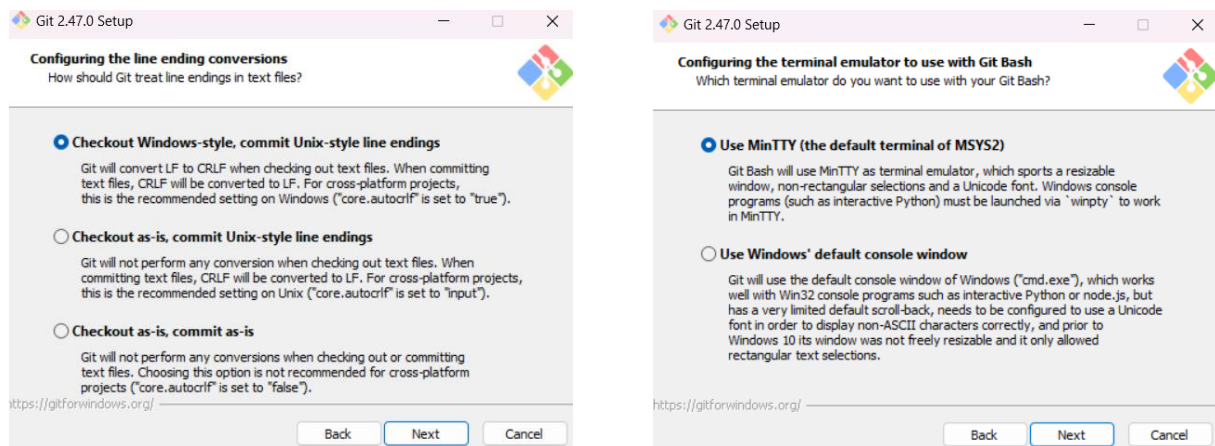 Git 2.47.0 Setup
Configuring the line ending conversions
How should Git treat line endings in text files?
Checkout Windows-style, commit Unix-style line endings
Git will convert LF to CRLF when checking out text files. When committing
text files, CRLF will be converted to LF. For cross-platform projects,
this is the recommended setting on Windows ("core.autocrlf" is set to "true").
Checkout as-is, commit Unix-style line endings
Git will not perform any conversion when checking out text files. When
committing text files, CRLF will be converted to LF. For cross-platform projects,
this is the recommended setting on Unix ("core.autocrlf" is set to "input").
Checkout as-is, commit as-is
Git will not perform any conversions when checking out or committing
text files. Choosing this option is not recommended for cross-platform
projects ("core.autocrlf" is set to "false").
https://gitforwindows.org/
Back Next Cancel
Git 2.47.0 Setup
Configuring the terminal emulator to use with Git Bash
Which terminal emulator do you want to use with your Git Bash?
Use MinTTY (the default terminal of MSYS2)
Git Bash will use MinTTY as terminal emulator, which sports a resizable
window, non-rectangular selections and a Unicode font. Windows console
programs (such as interactive Python) must be launched via `winpty` to work
in MinTTY.
Use Windows' default console window
Git will use the default console window of Windows ("cmd.exe"), which works
well with Win32 console programs such as interactive Python or node.js, but
has a very limited default scroll-back, needs to be configured to use a Unicode
font in order to display non-ASCII characters correctly, and prior to
Windows 10 its window was not freely resizable and it only allowed
rectangular text selections.
https://gitforwindows.org/
Back Next Cancel